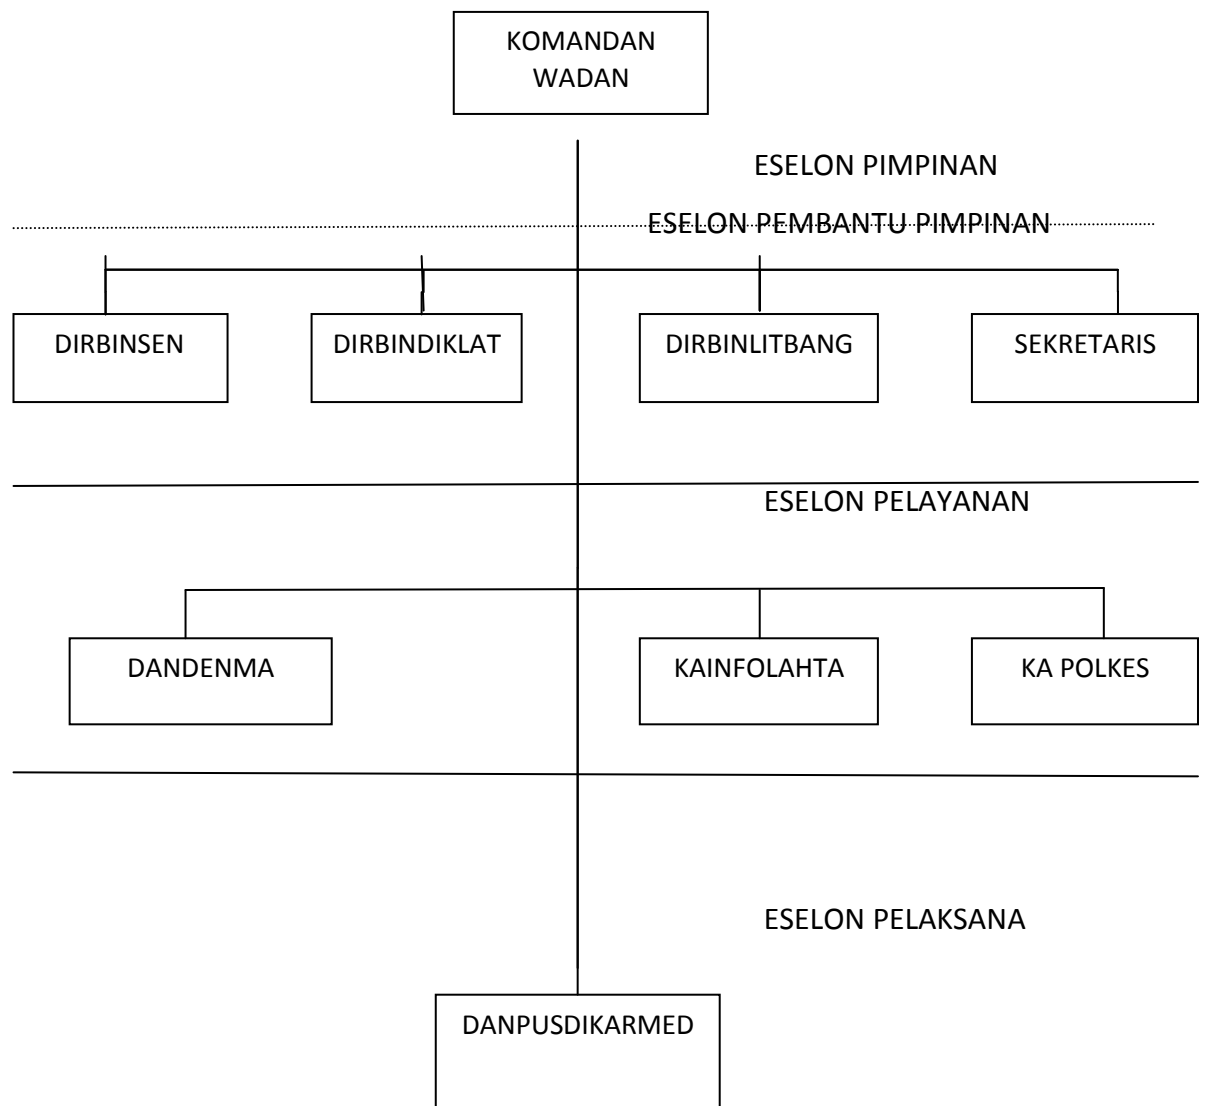 KOMANDAN
WADAN
ESELON PIMPINAN
ESELON PEMBANTU PIMPINAN
DIRBINSEN
DIRBINDIKLAT
DIRBINLITBANG
SEKRETARIS
ESELON PELAYANAN
DANDENMA
KAINFOLAHTA
KA POLKES
ESELON PELAKSANA
DANPUSDIKARMED